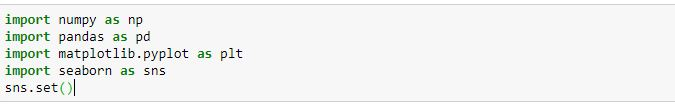 import numpy as np
import pandas as pd
import matplotlib.pyplot as plt
import seaborn as sns
sns.set()